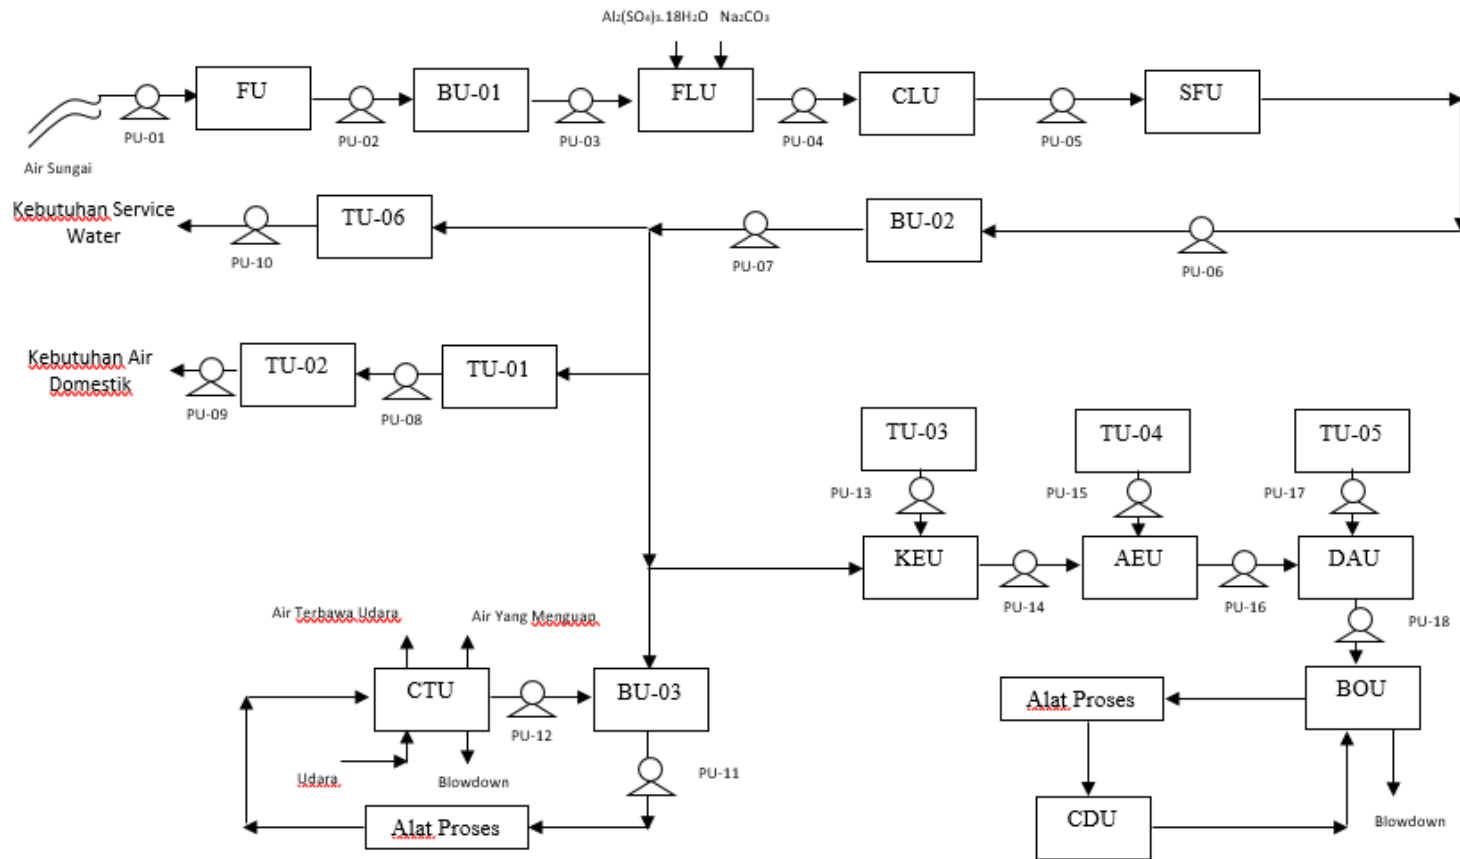 Al₂(SO₄)₃.18H₂O Na₂CO₃
FU
BU-01
FLU
CLU
SFU
PU-01
PU-02
PU-03
PU-04
PU-05
Air Sungai
Kebutuhan Service
Water
TU-06
BU-02
PU-10
PU-07
PU-06
Kebutuhan Air
Domestik
TU-02
TU-01
PU-09
PU-08
TU-03
TU-04
TU-05
PU-13
PU-15
PU-17
KEU
AEU
DAU
PU-14
PU-16
PU-18
Air Terbawa Udara
Air Yang Menguap
CTU
BU-03
Alat Proses
BOU
PU-12
PU-11
Udara
Blowdown
Alat Proses
CDU
Blowdown